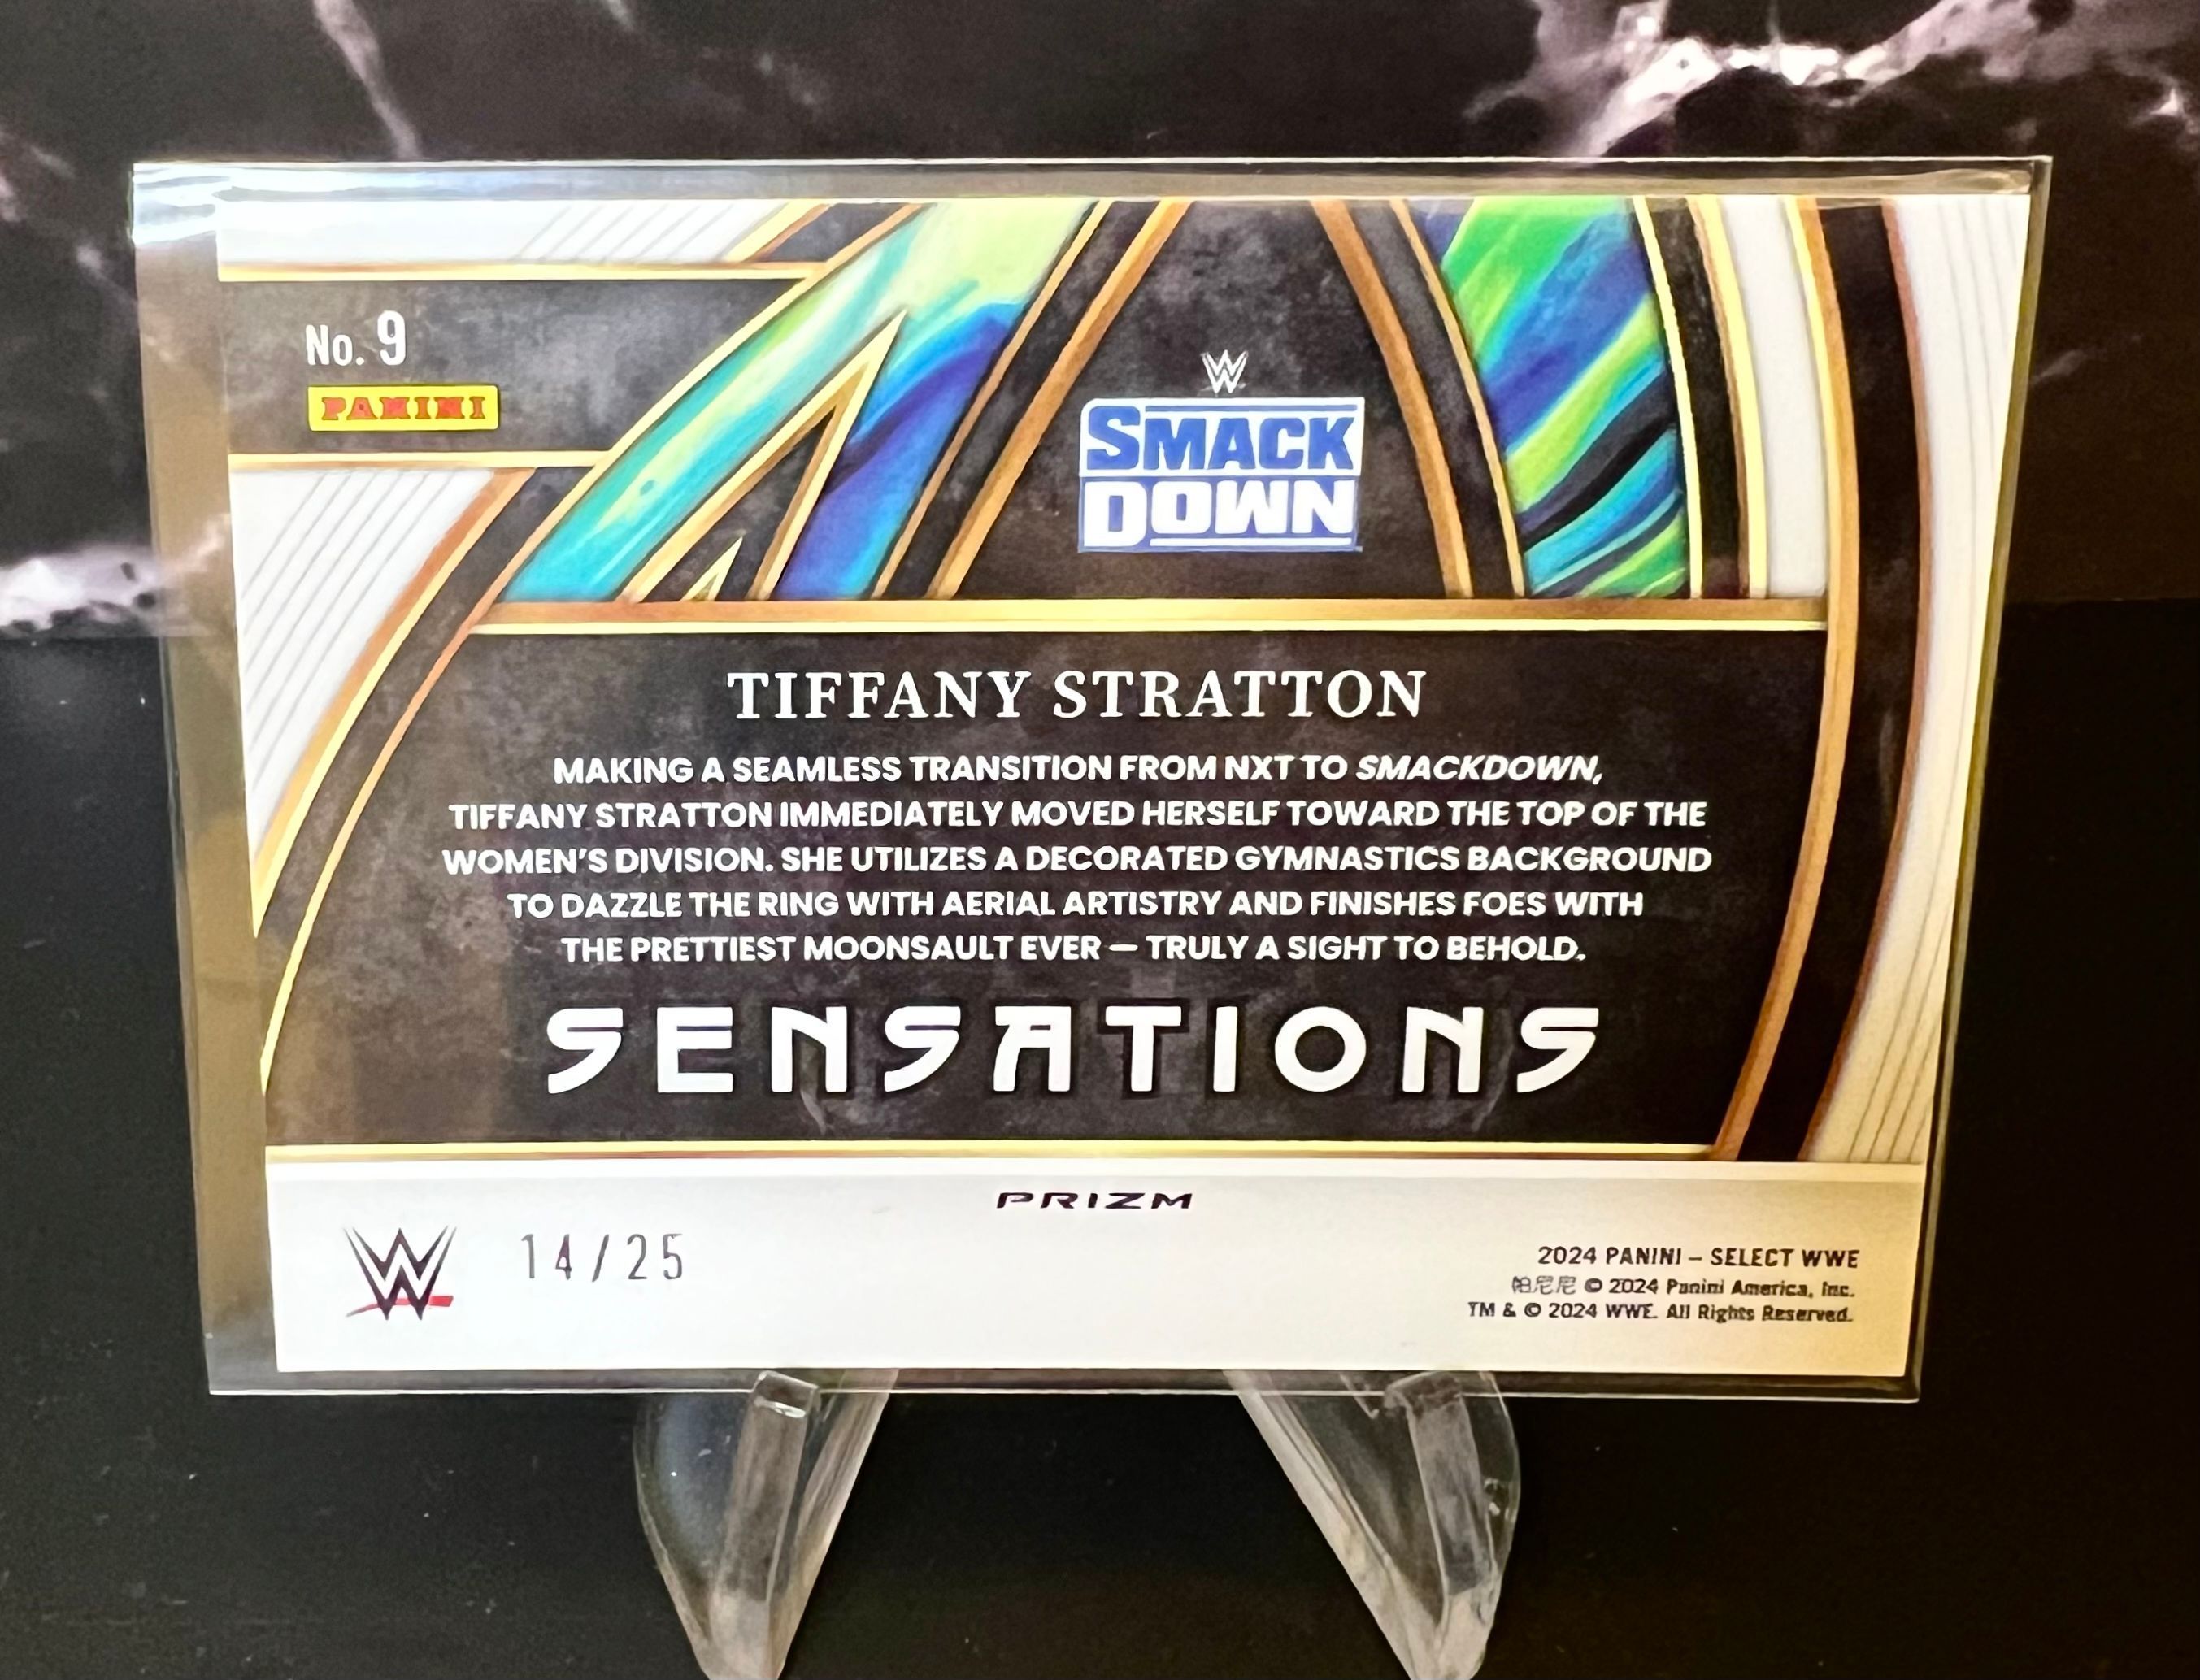 No. 9
PANINI
W
SMACK
DOWN
TIFFANY STRATTON
MAKING A SEAMLESS TRANSITION FROM NXT TO SMACKDOWN,
TIFFANY STRATTON IMMEDIATELY MOVED HERSELF TOWARD THE TOP OF THE
WOMEN'S DIVISION. SHE UTILIZES A DECORATED GYMNASTICS BACKGROUND
TO DAZZLE THE RING WITH AERIAL ARTISTRY AND FINISHES FOES WITH
THE PRETTIEST MOONSAULT EVER — TRULY A SIGHT TO BEHOLD.
SENSATIONS
PRIZM
W
14/25
2024 PANINI – SELECT WWE
帕尼尼 © 2024 Panini America, Inc.
TM & © 2024 WWE. All Rights Reserved.